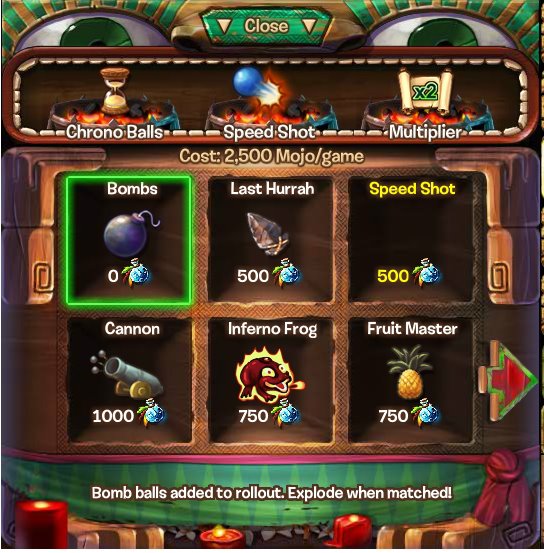 Close
x2
Chrono Balls
Speed Shot
Multiplier
Cost: 2,500 Mojo/game
Bombs
Last Hurrah
Speed Shot
0
500
500
Cannon
Inferno Frog
Fruit Master
1000
750
750
Bomb balls added to rollout. Explode when matched!